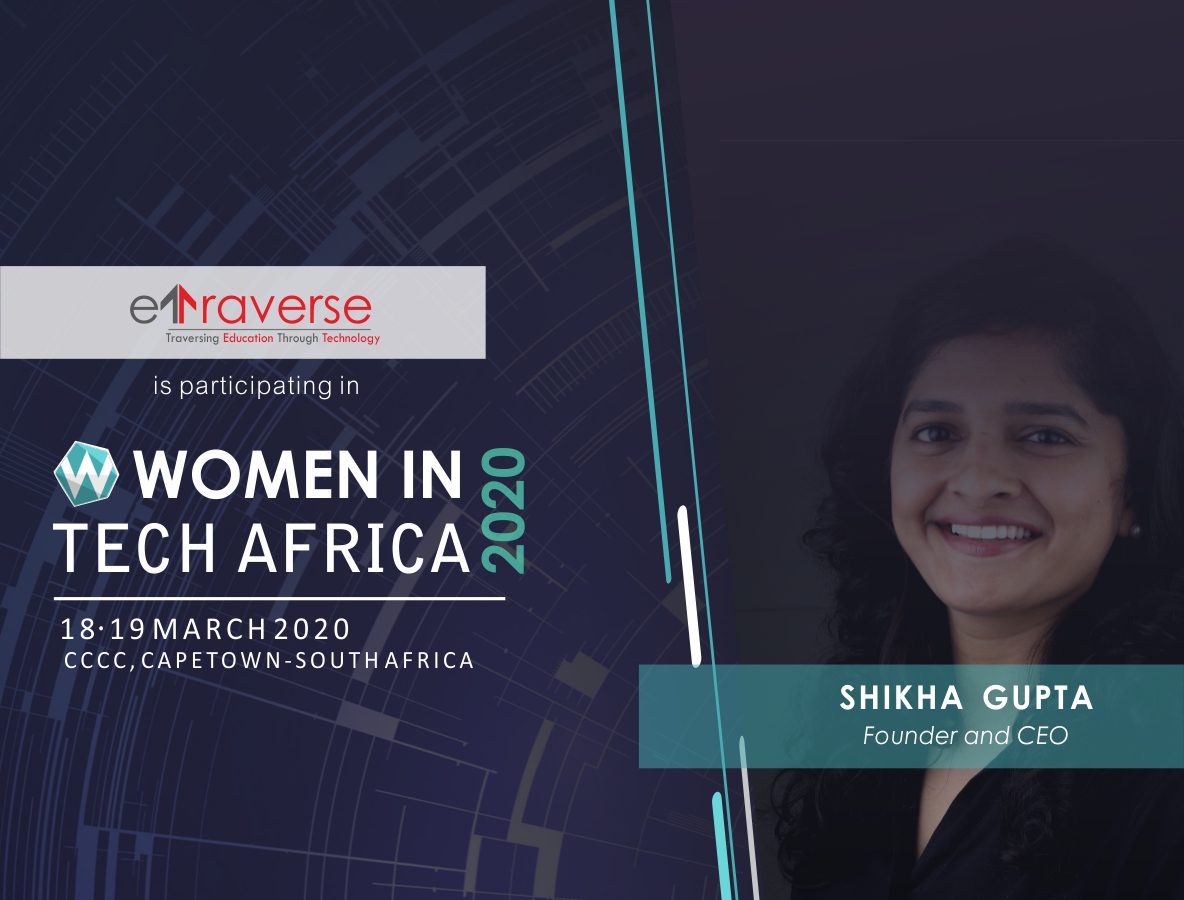 eTraverse
Traversing Education Through Technology
is participating in
W WOMEN IN
TECH AFRICA
2020
18·19 MARCH 2020
CCCC, CAPETOWN-SOUTH AFRICA
SHIKHA GUPTA
Founder and CEO